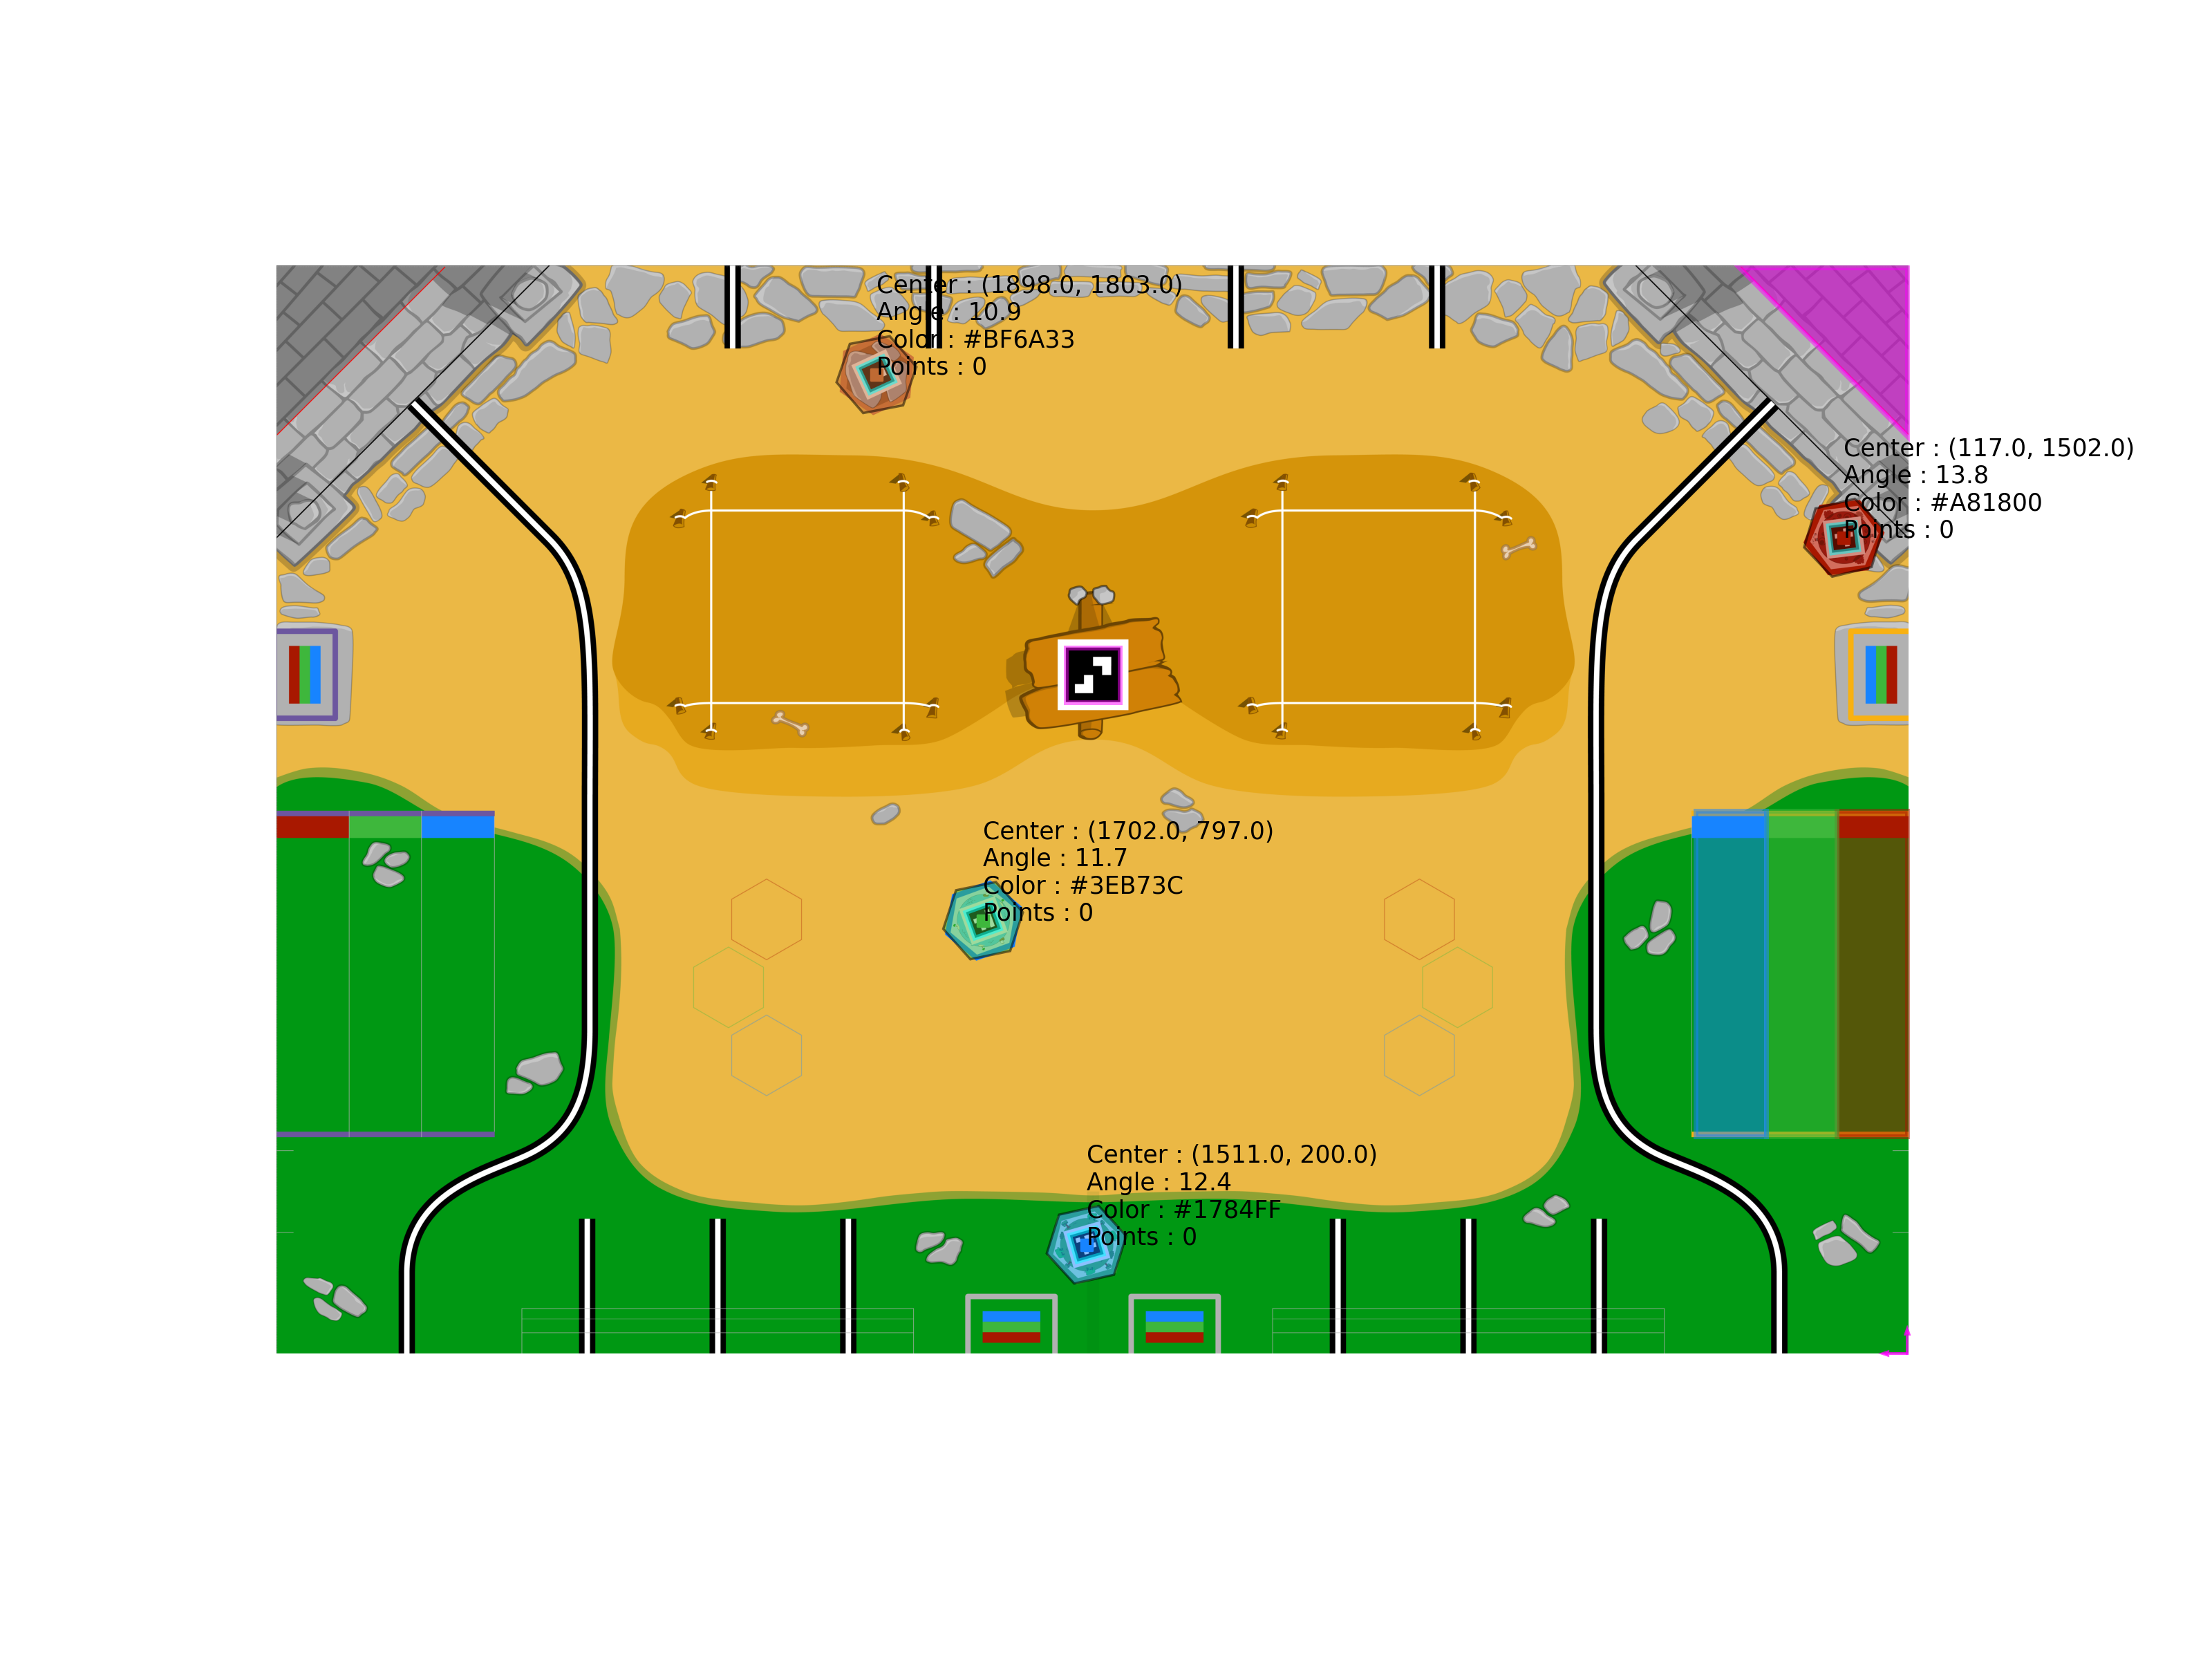 Center : (1898.0, 1803.0)
Angle : 10.9
Color : #BF6A33
Points : 0
Center : (117.0, 1502.0)
Angle : 13.8
Color : #A81800
Points : 0
Center : (1702.0, 797.0)
Angle : 11.7
Color : #3EB73C
Points : 0
Center : (1511.0, 200.0)
Angle : 12.4
Color : #1784FF
Points : 0